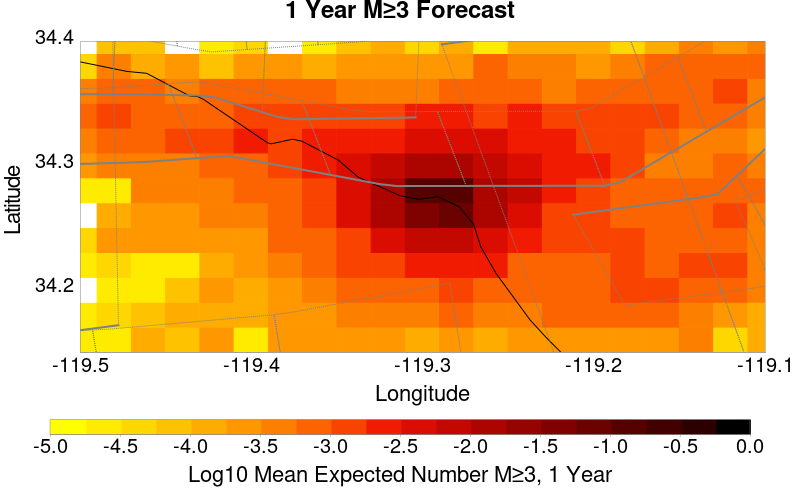 1 Year M≥3 Forecast
34.4
34.3
34.2
Latitude
-119.5 -119.4 -119.3 -119.2 -119.1
Longitude
-5.0 -4.5 -4.0 -3.5 -3.0 -2.5 -2.0 -1.5 -1.0 -0.5 0.0
Log10 Mean Expected Number M≥3, 1 Year